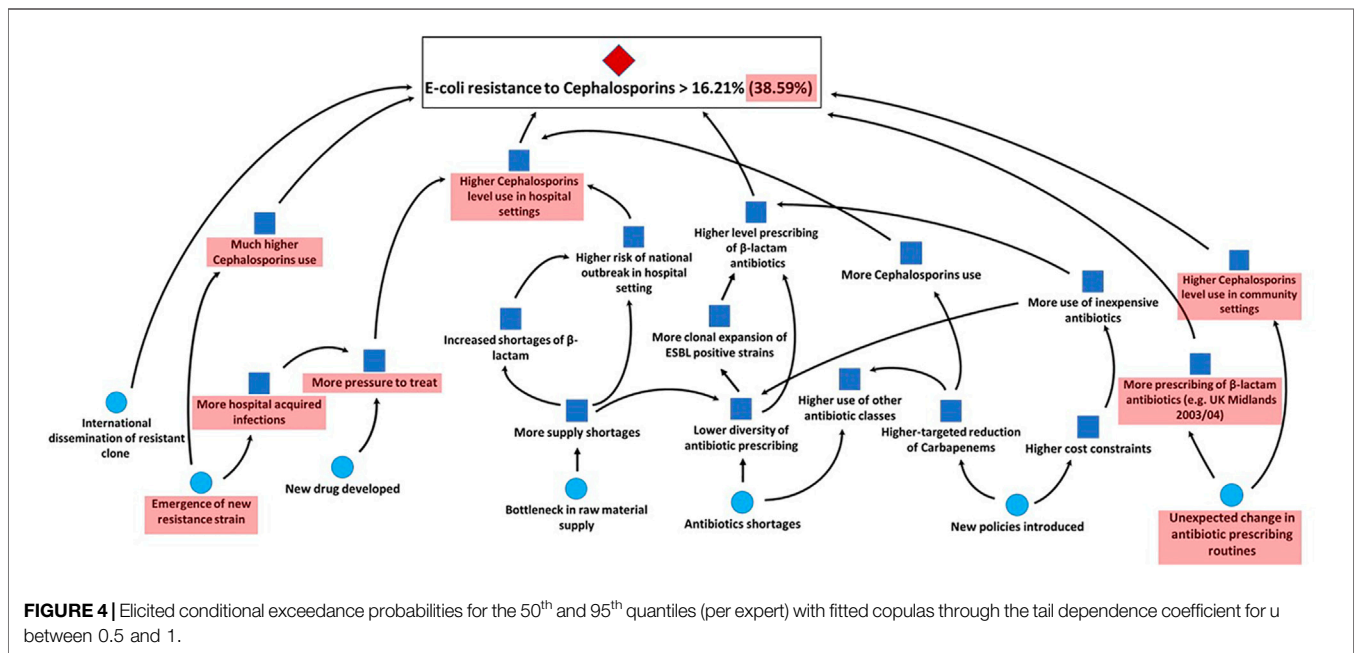 E-coli resistance to Cephalosporins > 16.21% (38.59%)
Higher Cephalosporins
level use in hospital
settings
Much higher
Cephalosporins use
Higher risk of national
outbreak in hospital
setting
Higher level prescribing
of β-lactam
antibiotics
More Cephalosporins use
More use of inexpensive
antibiotics
Higher Cephalosporins
level use in community
settings
Increased shortages of β-
lactam
More clonal expansion of
ESBL positive strains
More pressure to treat
More hospital acquired
infections
International
dissemination of resistant
clone
More supply shortages
Lower diversity of
antibiotic prescribing
Higher use of other
antibiotic classes
Higher-targeted reduction
of Carbapenems
Higher cost constraints
More prescribing of β-lactam
antibiotics (e.g. UK Midlands
2003/04)
Emergence of new
resistance strain
New drug developed
Bottleneck in raw material
supply
Antibiotics shortages
New policies introduced
Unexpected change in
antibiotic prescribing
routines
FIGURE 4 | Elicited conditional exceedance probabilities for the 50th and 95th quantiles (per expert) with fitted copulas through the tail dependence coefficient for u
between 0.5 and 1.